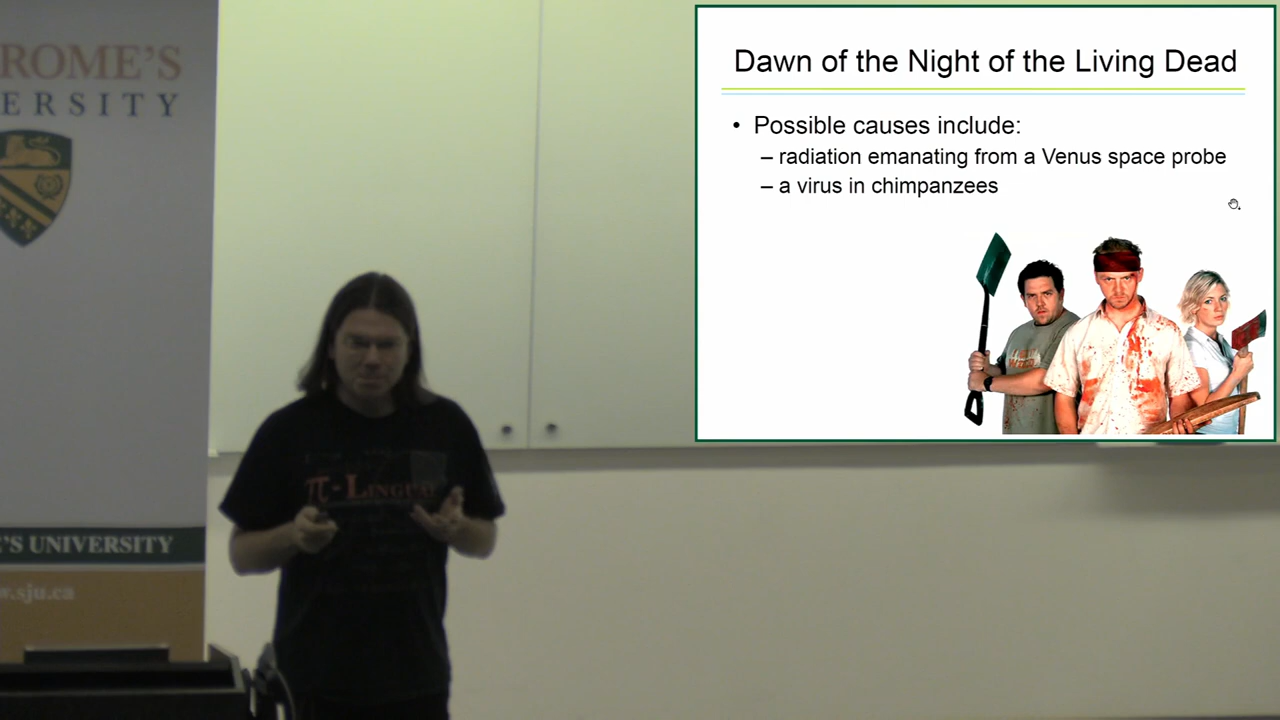 ROME'S
ERSITY
'S UNIVERSITY
w.sju.ca
π-LINGUAL
Dawn of the Night of the Living Dead
• Possible causes include:
– radiation emanating from a Venus space probe
– a virus in chimpanzees